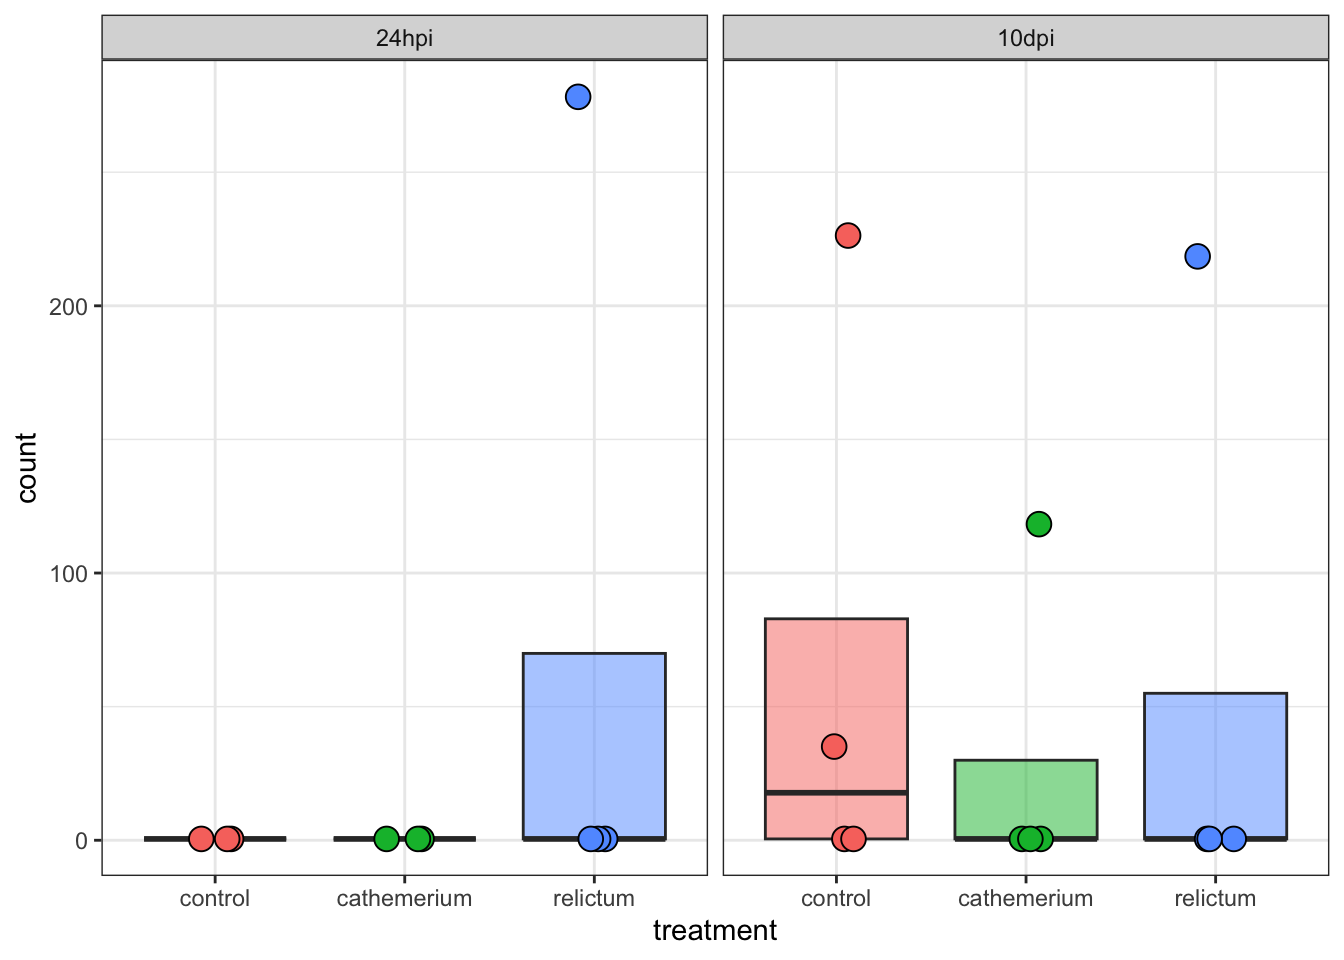 24hpi
10dpi
count
200
100
0
control
cathemerium
relictum
control
cathemerium
relictum
treatment